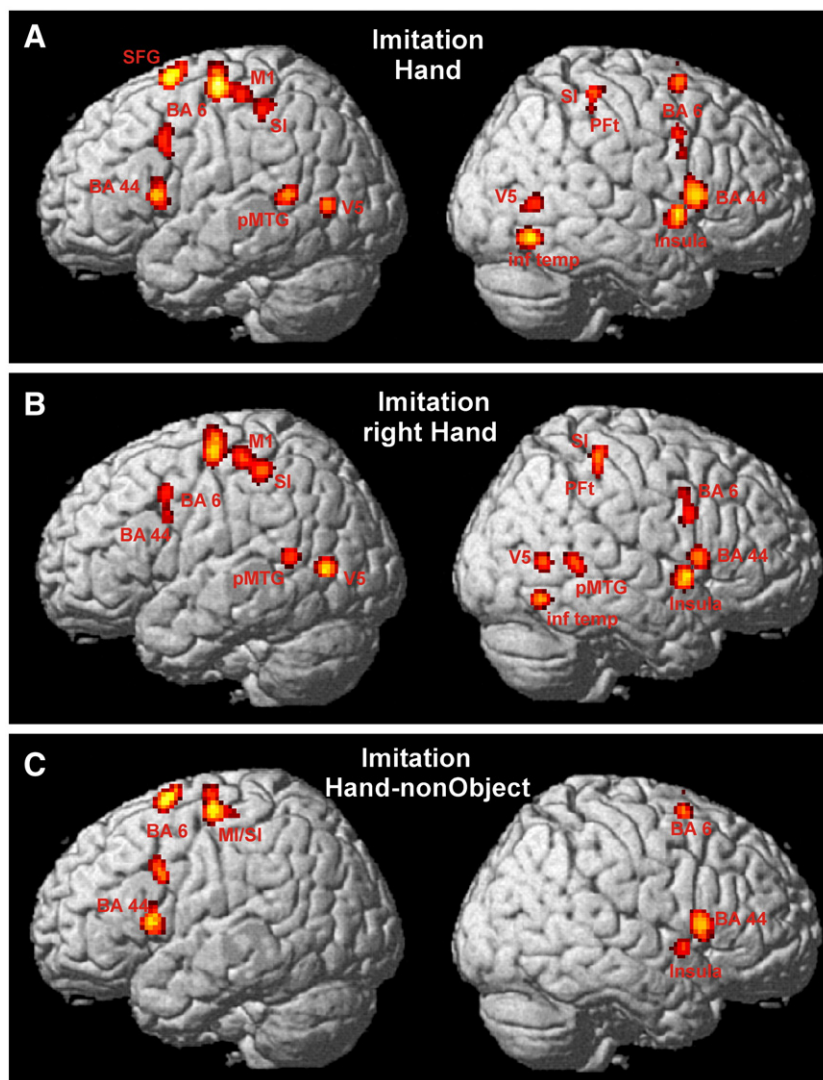 A
Imitation
Hand
SFG
M1
BA 6
SI
BA 44
pMTG
V5
SI
BA 6
PFt
V5
BA 44
Insula
inf temp
B
Imitation
right Hand
M1
SI
BA 6
BA 44
pMTG
V5
SI
PFt
BA 6
V5
pMTG
BA 44
Insula
inf temp
C
Imitation
Hand-nonObject
BA 6
MI/SI
BA 44
BA 6
BA 44
Insula